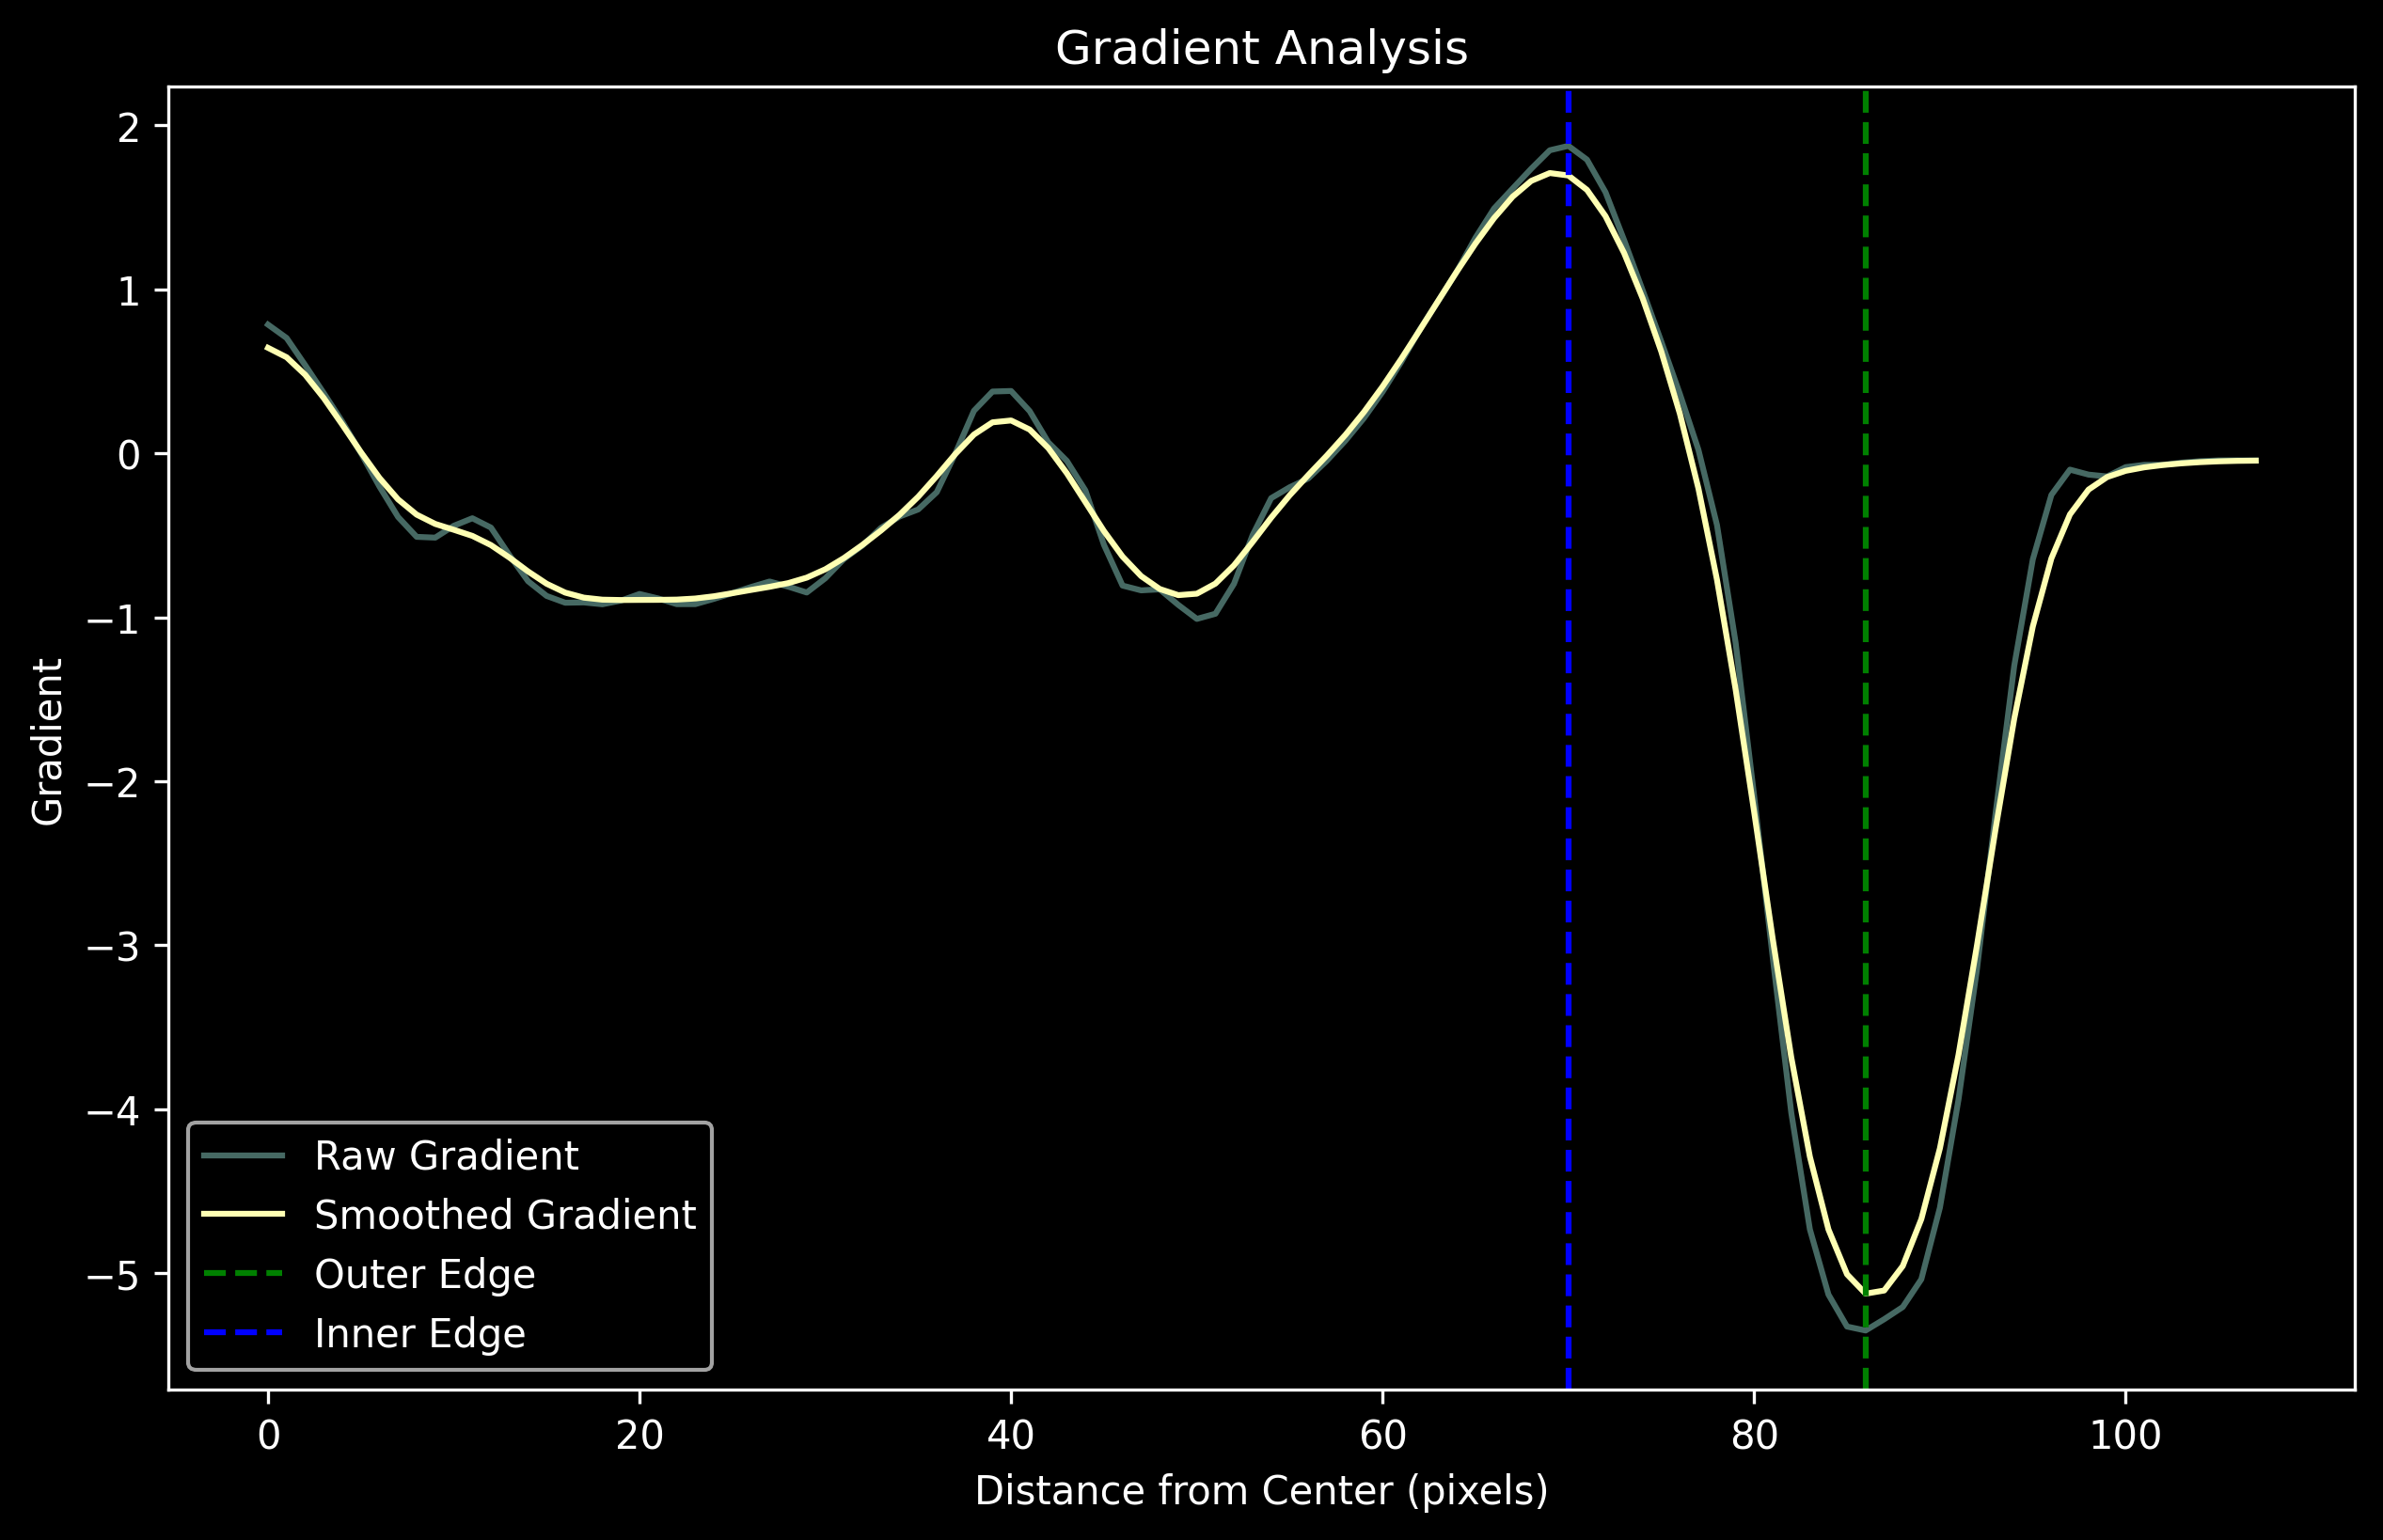 Gradient Analysis
2
1
0
−1
−2
−3
−4
−5
Gradient
Raw Gradient
Smoothed Gradient
Outer Edge
Inner Edge
0 20 40 60 80 100
Distance from Center (pixels)